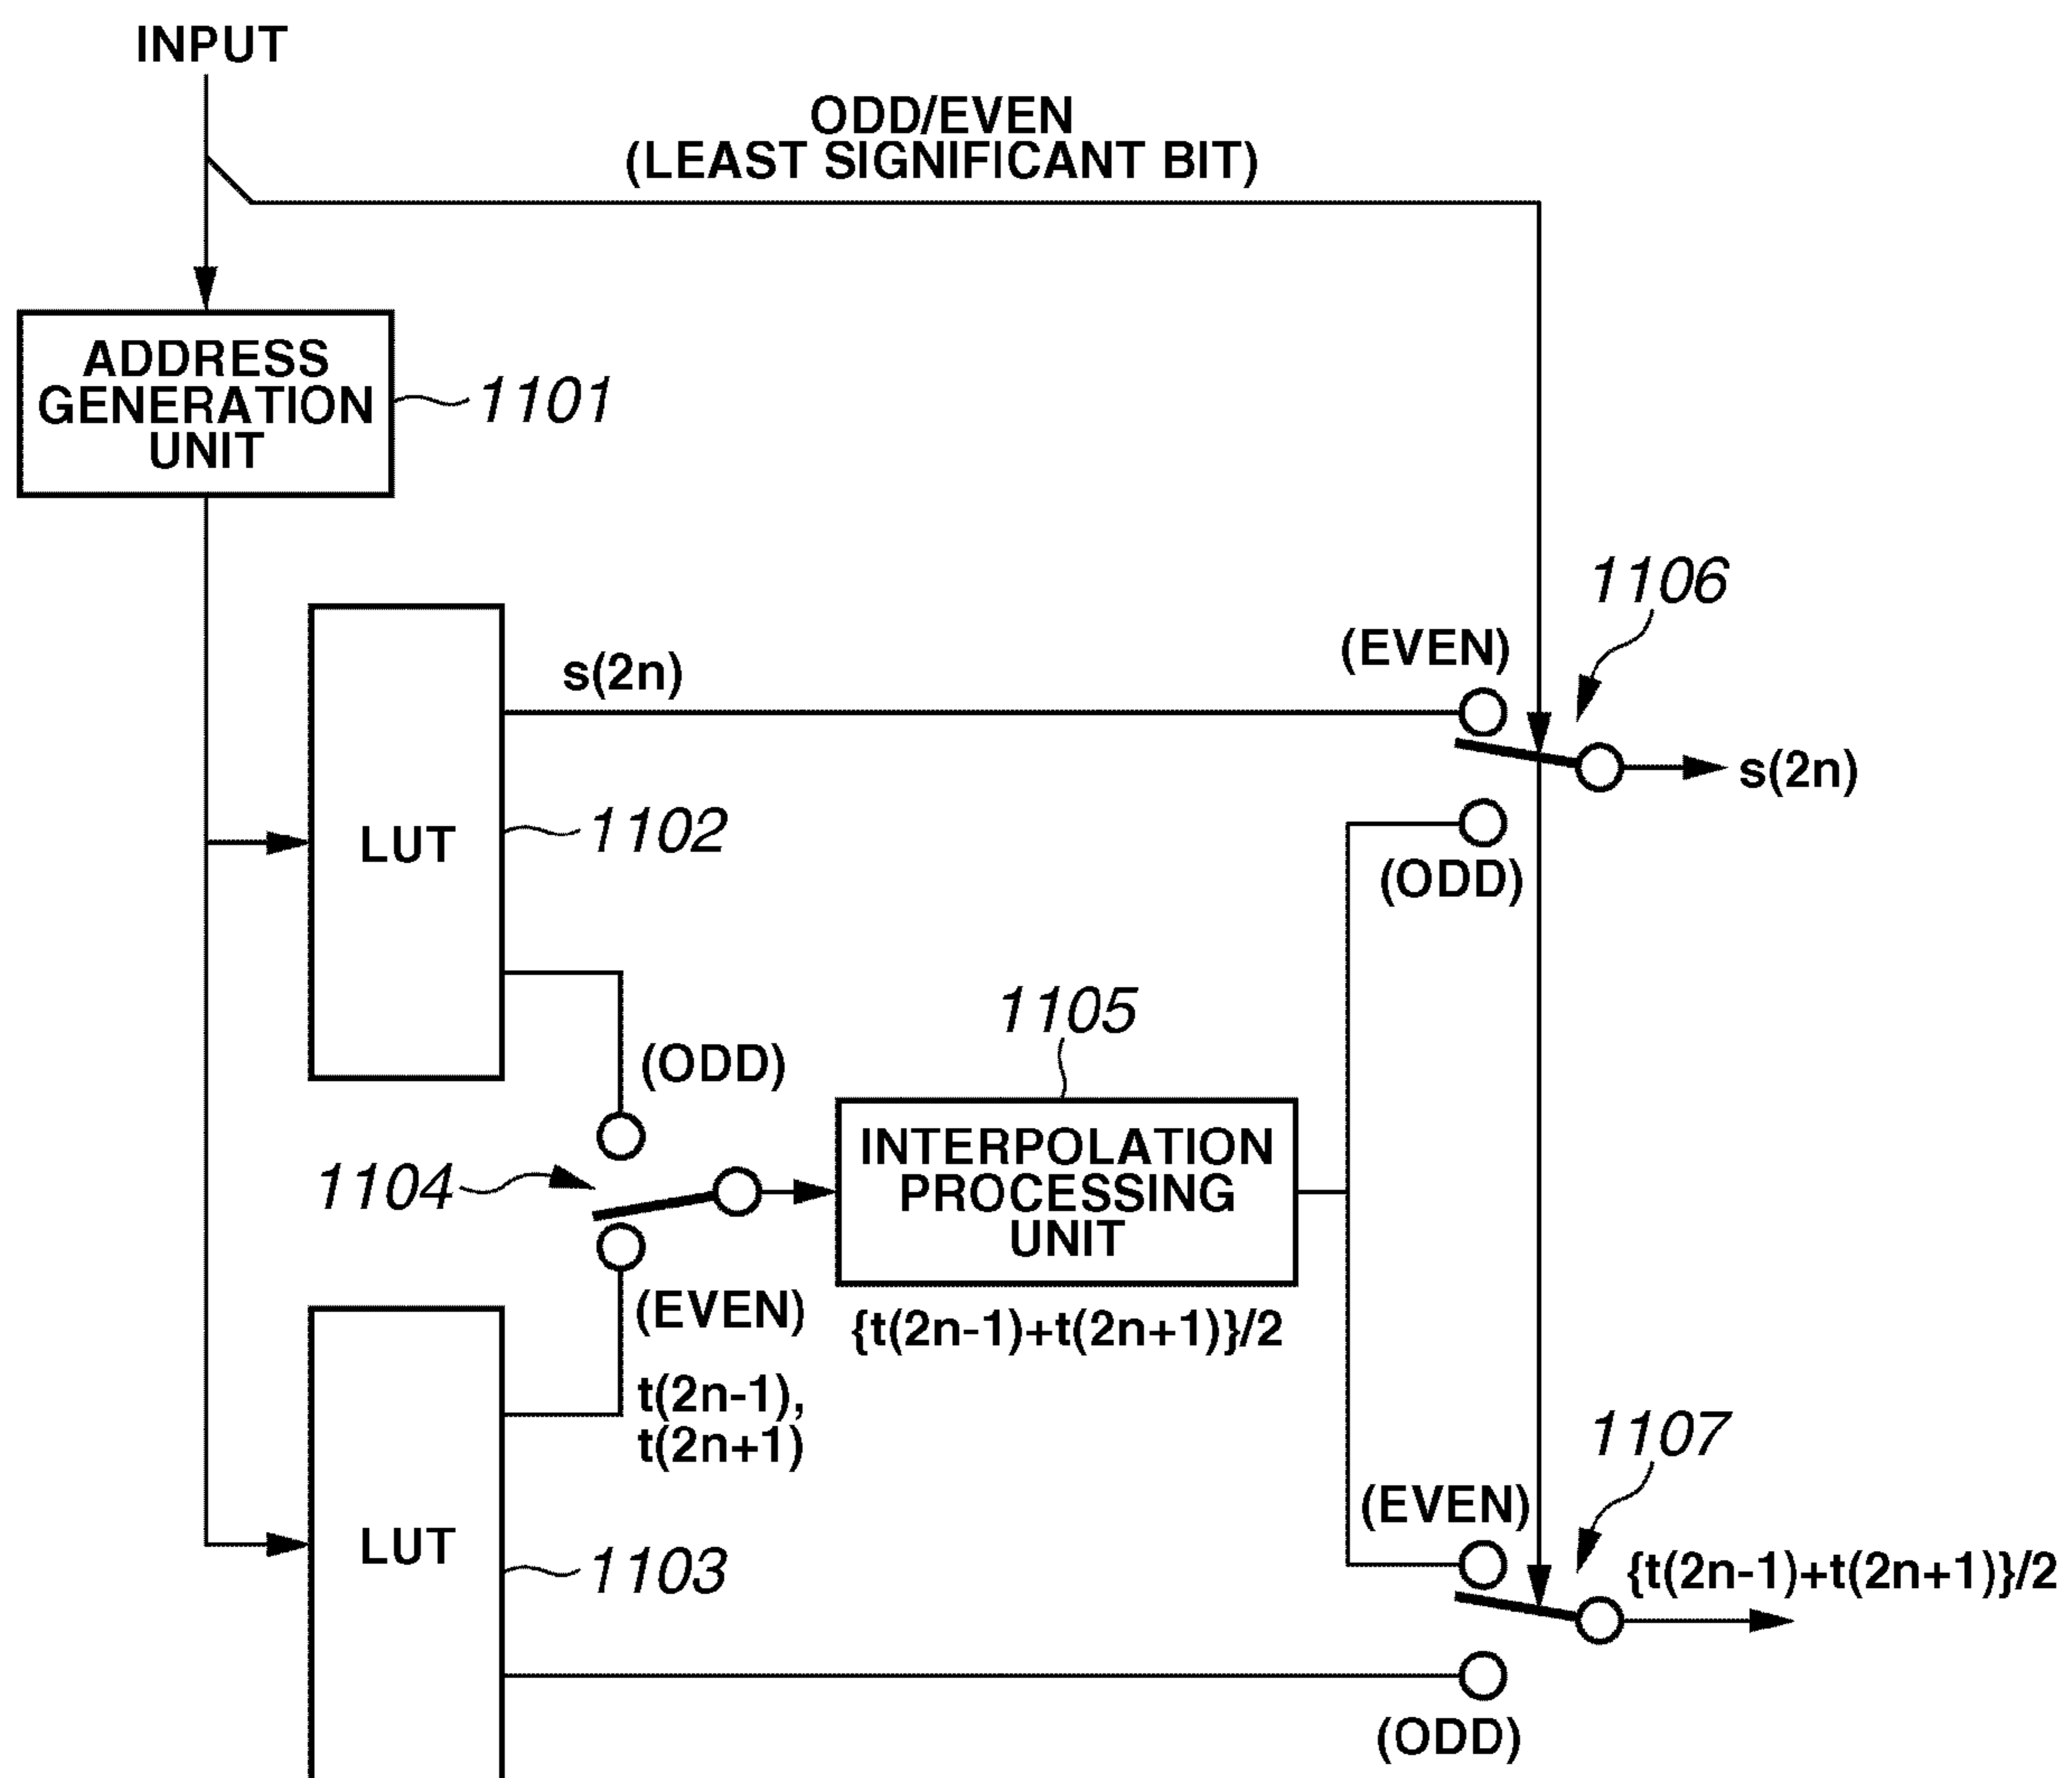 INPUT
ODD/EVEN
(LEAST SIGNIFICANT BIT)
ADDRESS
GENERATION
UNIT
1101
1106
(EVEN)
s(2n)
s(2n)
LUT
1102
(ODD)
1105
(ODD)
INTERPOLATION
PROCESSING
UNIT
1104
(EVEN)
{t(2n-1)+t(2n+1)}/2
t(2n-1),
t(2n+1)
1107
(EVEN)
LUT
1103
{t(2n-1)+t(2n+1)}/2
(ODD)